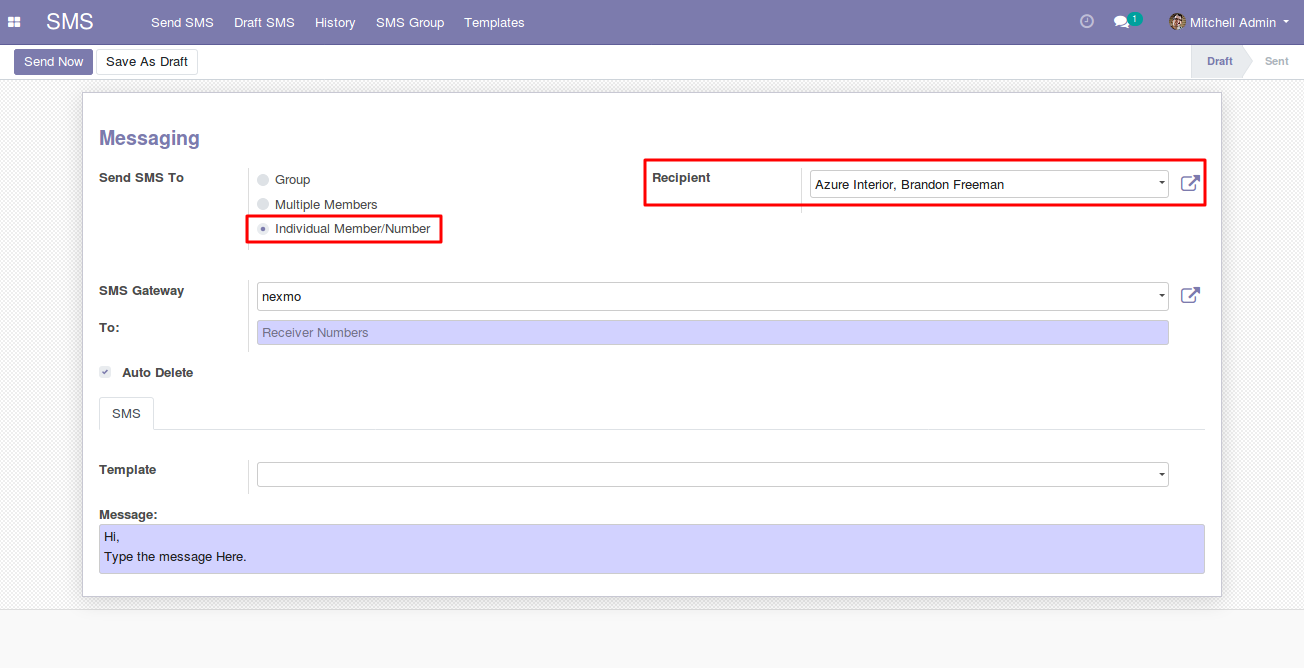 SMS Send SMS Draft SMS History SMS Group Templates 1 Mitchell Admin
Send Now Save As Draft Draft Sent
Messaging
Send SMS To
Group
Multiple Members
Individual Member/Number
Recipient Azure Interior, Brandon Freeman
SMS Gateway nexmo
To: Receiver Numbers
Auto Delete
SMS
Template
Message:
Hi,
Type the message Here.